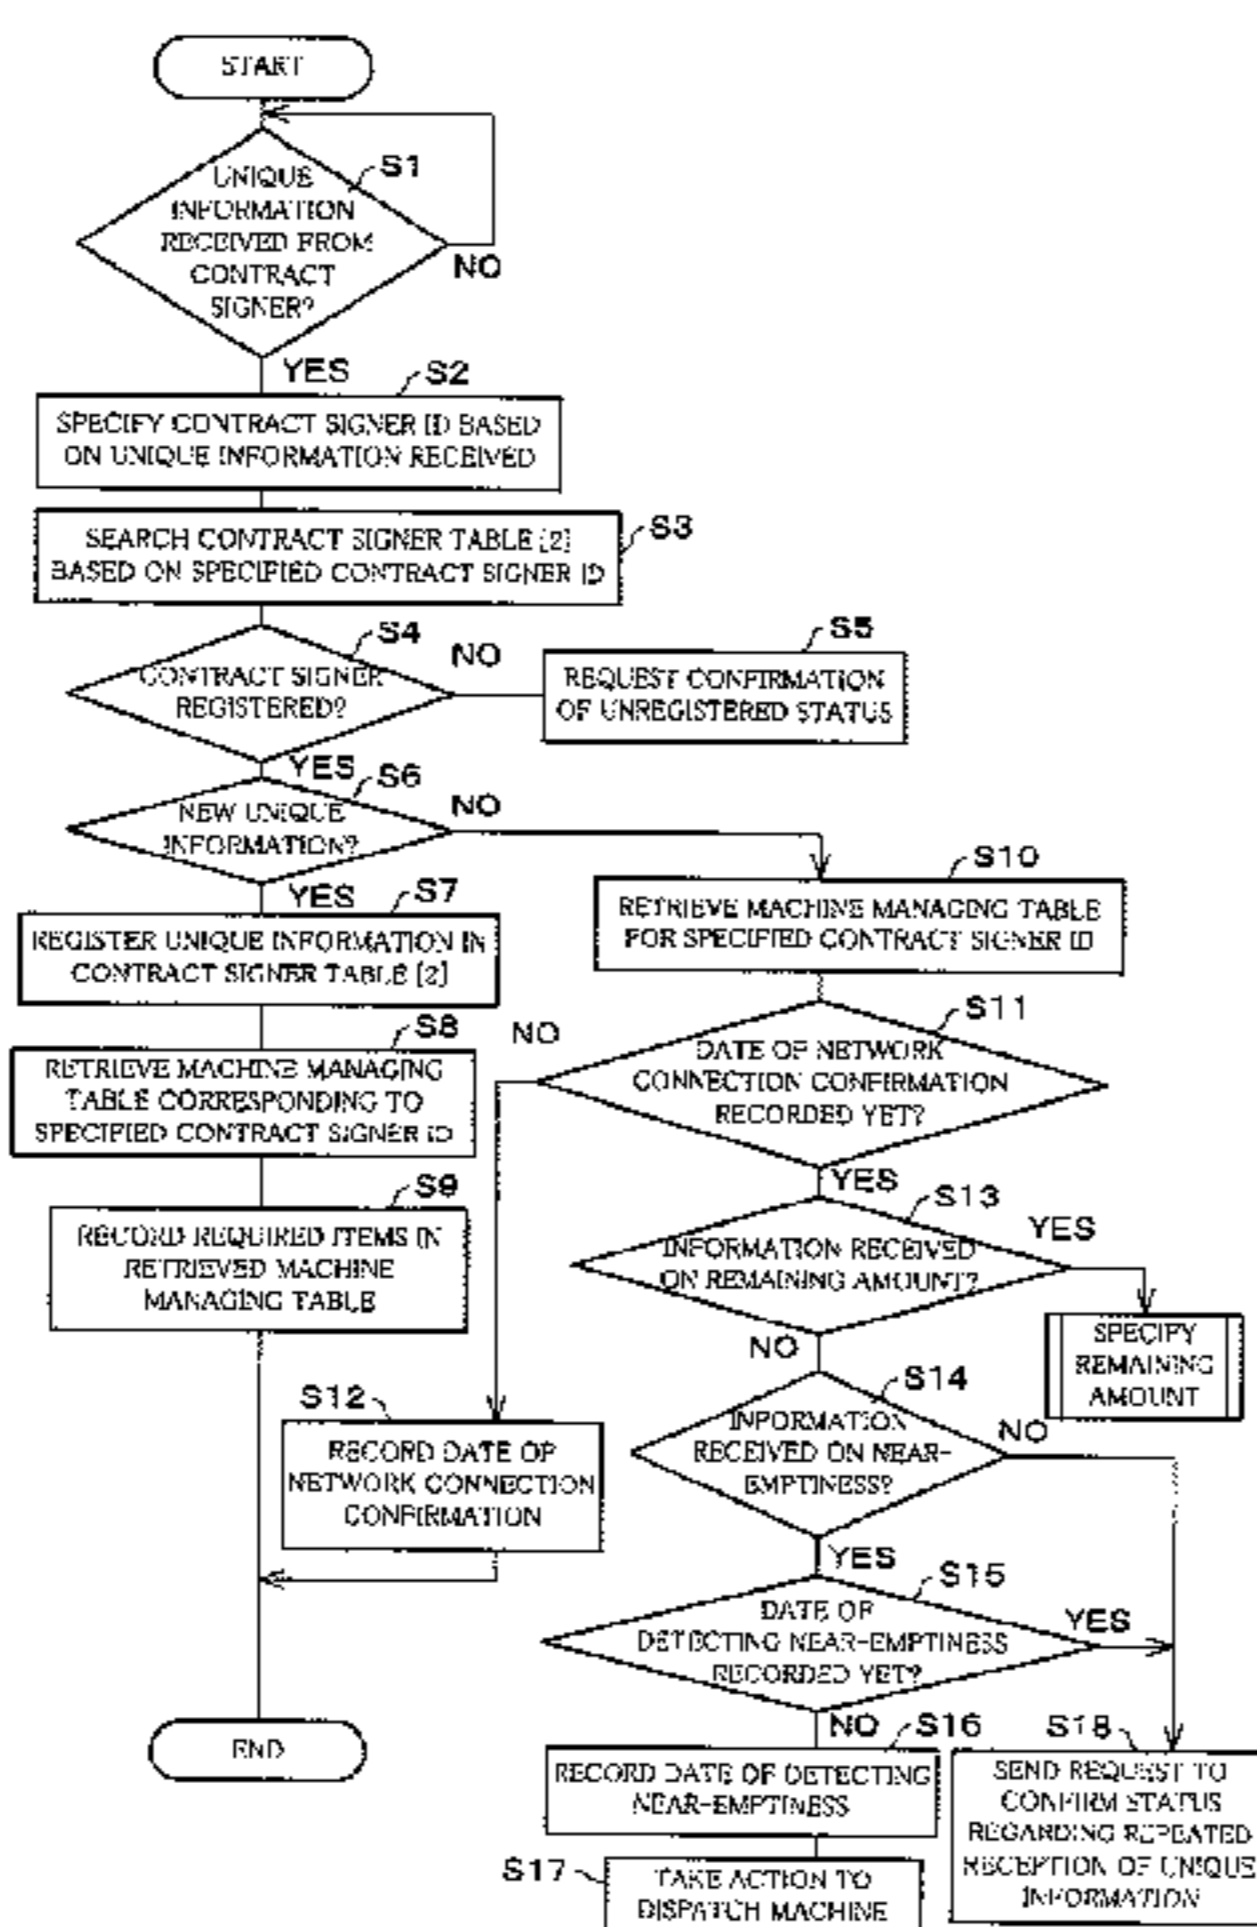 START
S1
UNIQUE
INFORMATION
RECEIVED FROM
CONTRACT
SIGNER?
NO
YES
S2
SPECIFY CONTRACT SIGNER ID BASED
ON UNIQUE INFORMATION RECEIVED
S3
SEARCH CONTRACT SIGNER TABLE [2]
BASED ON SPECIFIED CONTRACT SIGNER ID
S4
CONTRACT SIGNER
REGISTERED?
NO
S5
REQUEST CONFIRMATION
OF UNREGISTERED STATUS
YES
S6
NEW UNIQUE
INFORMATION?
NO
YES
S7
REGISTER UNIQUE INFORMATION IN
CONTRACT SIGNER TABLE [2]
S8
RETRIEVE MACHINE MANAGING
TABLE CORRESPONDING TO
SPECIFIED CONTRACT SIGNER ID
S9
RECORD REQUIRED ITEMS IN
RETRIEVED MACHINE
MANAGING TABLE
S10
RETRIEVE MACHINE MANAGING TABLE
FOR SPECIFIED CONTRACT SIGNER ID
S11
NO
DATE OF NETWORK
CONNECTION CONFIRMATION
RECORDED YET?
YES
S12
RECORD DATE OF
NETWORK CONNECTION
CONFIRMATION
S13
INFORMATION RECEIVED
ON REMAINING AMOUNT?
YES
SPECIFY
REMAINING
AMOUNT
NO
S14
INFORMATION
RECEIVED ON NEAR-
EMPTINESS?
NO
YES
S15
DATE OF
DETECTING NEAR-EMPTINESS
RECORDED YET?
YES
NO
S16
RECORD DATE OF DETECTING
NEAR-EMPTINESS
S17
TAKE ACTION TO
DISPATCH MACHINE
S18
SEND REQUEST TO
CONFIRM STATUS
REGARDING REPEATED
RECEPTION OF UNIQUE
INFORMATION
END